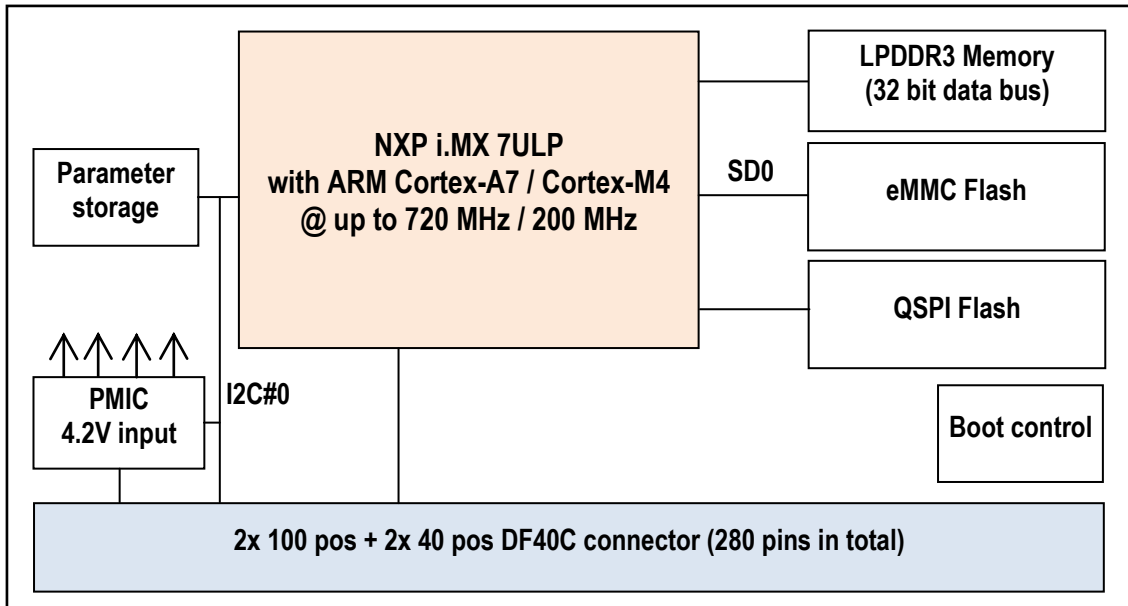 LPDDR3 Memory
(32 bit data bus)
NXP i.MX 7ULP
with ARM Cortex-A7 / Cortex-M4
@ up to 720 MHz / 200 MHz
Parameter
storage
SD0
eMMC Flash
QSPI Flash
PMIC
4.2V input
I2C#0
Boot control
2x 100 pos + 2x 40 pos DF40C connector (280 pins in total)